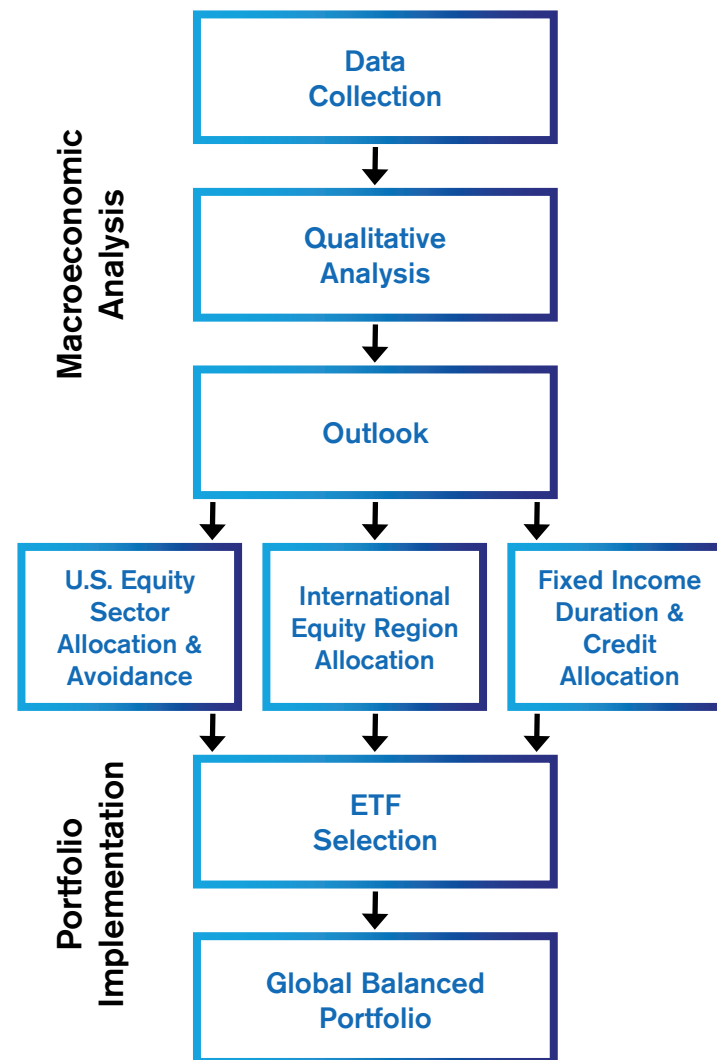 Data
Collection
Macroeconomic
Analysis
Qualitative
Analysis
Outlook
U.S. Equity
Sector
Allocation &
Avoidance
International
Equity Region
Allocation
Fixed Income
Duration &
Credit
Allocation
Portfolio
Implementation
ETF
Selection
Global Balanced
Portfolio